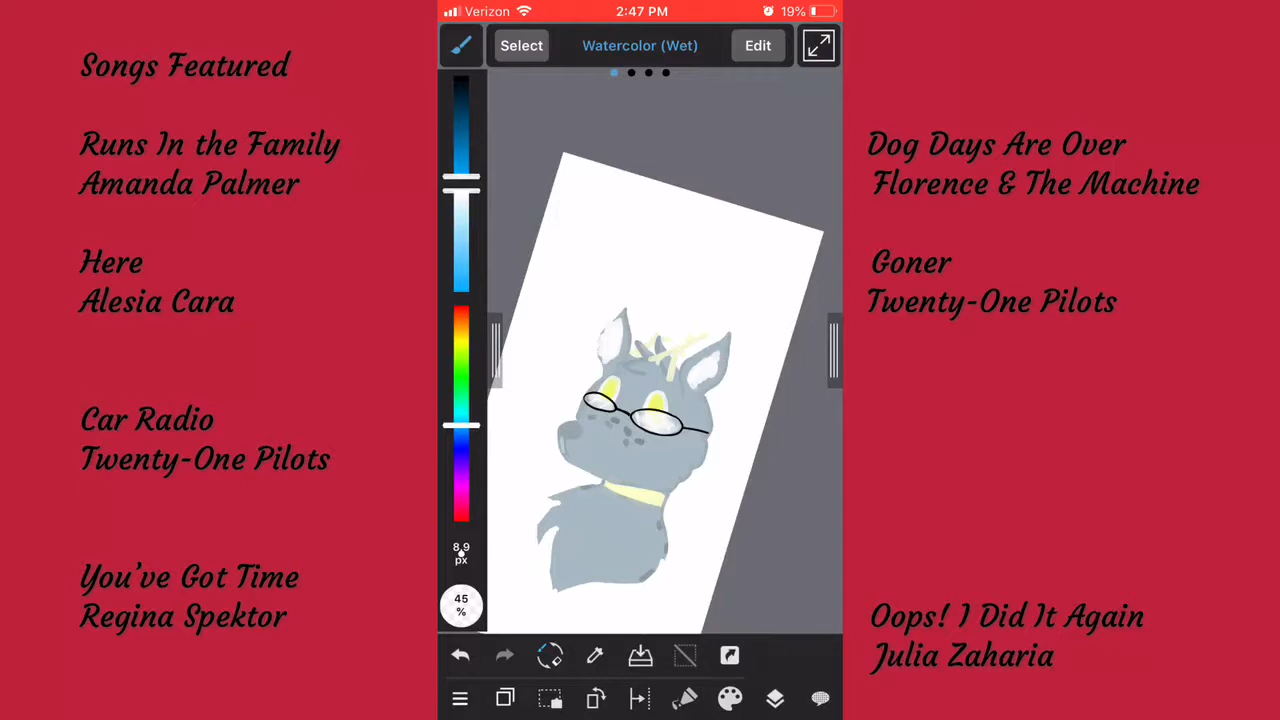 Songs Featured
Runs In the Family
Amanda Palmer
Here
Alesia Cara
Car Radio
Twenty-One Pilots
You've Got Time
Regina Spektor
Verizon
2:47 PM
19%
Select
Watercolor (Wet)
Edit
8.9
px
45
%
Dog Days Are Over
Florence & The Machine
Goner
Twenty-One Pilots
Oops! I Did It Again
Julia Zaharia